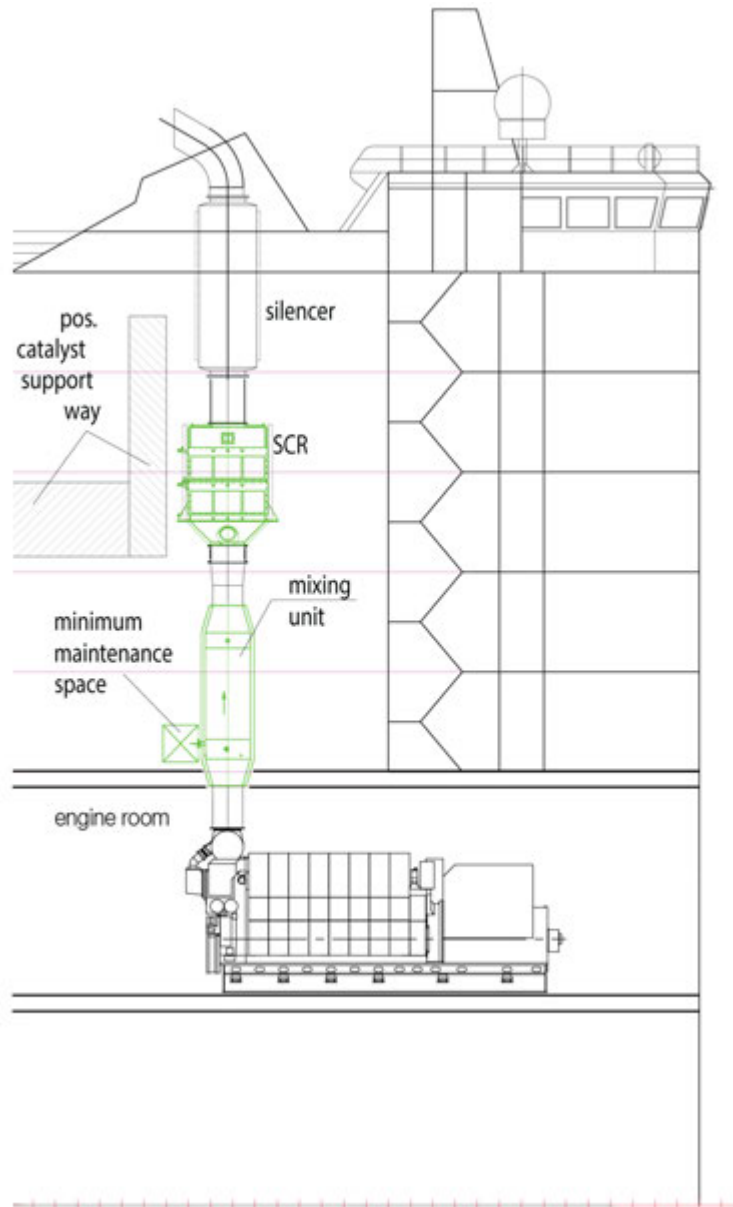 silencer
pos.
catalyst
support
way
SCR
mixing
unit
minimum
maintenance
space
engine room